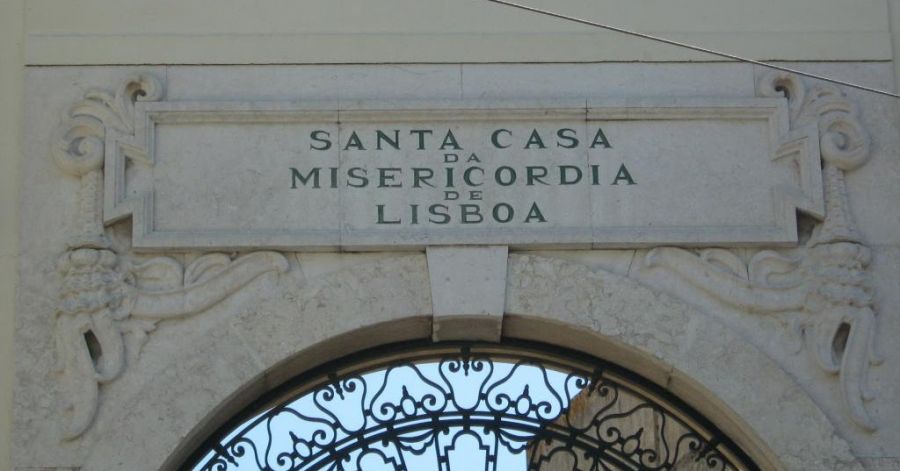 SANTA CASA
DA
MISERICORDIA
DE
LISBOA